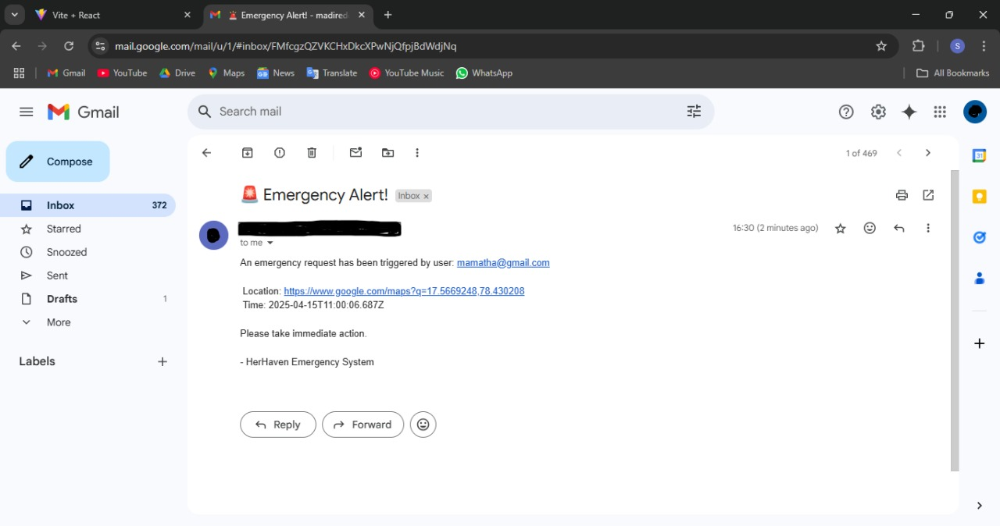 Vite + React
Emergency Alert! - madired
mail.google.com/mail/u/1/#inbox/FMfcgzQZVKCHxDkcXPwNjQfpjBdWdjNq
S
Gmail
YouTube
Drive
Maps
News
Translate
YouTube Music
WhatsApp
All Bookmarks
Gmail
Search mail
Compose
1 of 469
31
Emergency Alert!
Inbox x
Inbox 372
Starred
Snoozed
Sent
Drafts 1
More
Labels
16:30 (2 minutes ago)
to me
An emergency request has been triggered by user: mamatha@gmail.com
Location: https://www.google.com/maps?q=17.5669248,78.430208
Time: 2025-04-15T11:00:06.687Z
Please take immediate action.
- HerHaven Emergency System
Reply
Forward